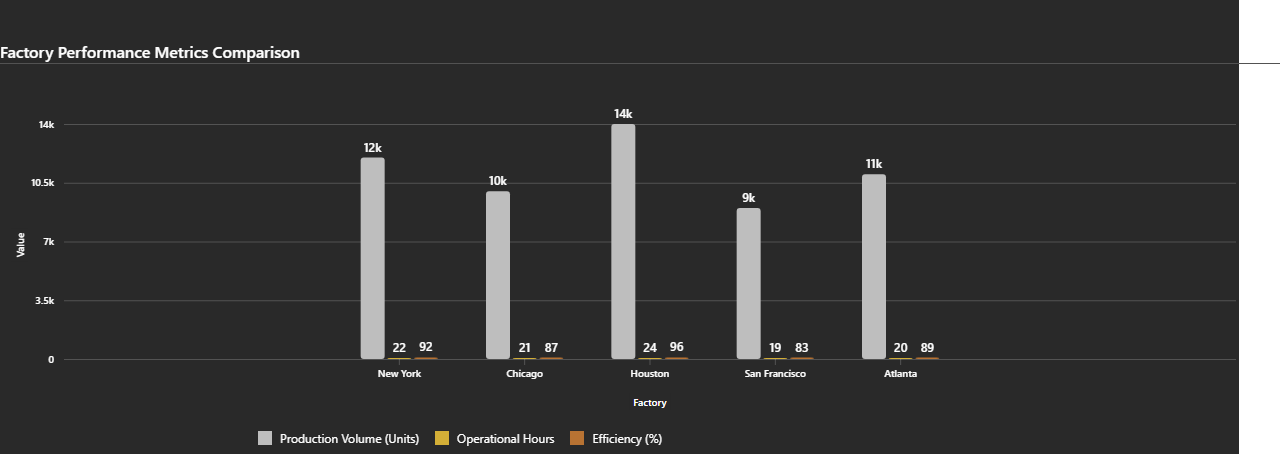 Factory Performance Metrics Comparison
14k
10.5k
7k
3.5k
0
Value
12k
22
92
10k
21
87
14k
24
96
9k
19
83
11k
20
89
New York
Chicago
Houston
San Francisco
Atlanta
Factory
Production Volume (Units)
Operational Hours
Efficiency (%)